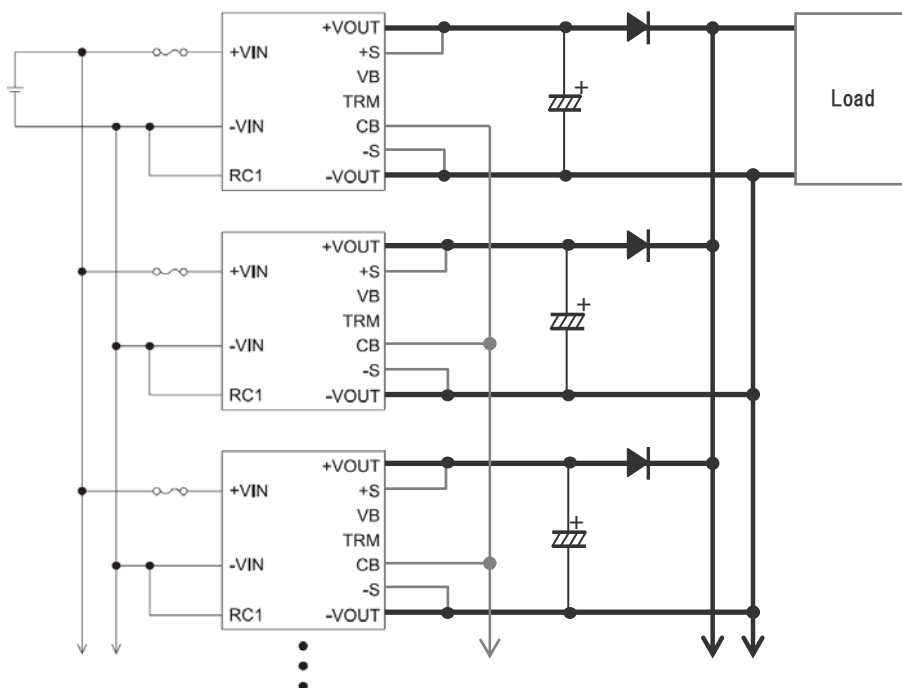 +VOUT
+VIN
+S
VB
TRM
CB
-VIN
-S
RC1
-VOUT
+
Load
+VOUT
+VIN
+S
VB
TRM
CB
-VIN
-S
RC1
-VOUT
+
+VOUT
+VIN
+S
VB
TRM
CB
-VIN
-S
RC1
-VOUT
+